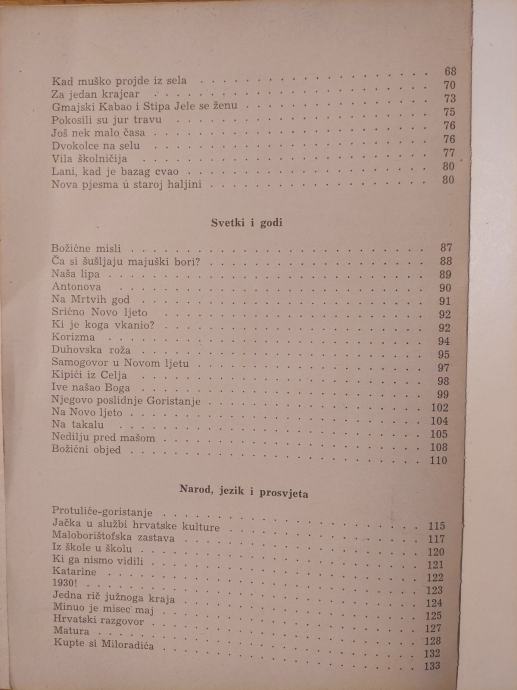 Kad muško projde iz sela . . . . . . . . . . . . . . . . 68
Za jedan krajcar . . . . . . . . . . . . . . . . 70
Gmajski Kabao i Stipa Jele se ženu . . . . . . . . . . . . 73
Pokosili su jur travu . . . . . . . . . . . . . . . . 75
Još nek malo časa . . . . . . . . . . . . . . . . 76
Dvokolce na selu . . . . . . . . . . . . . . . . 76
Vila školničija . . . . . . . . . . . . . . . . 77
Lani, kad je bazag cvao . . . . . . . . . . . . . . . . 80
Nova pjesma ù staroj haljini . . . . . . . . . . . . . . 80
Svetki i godi
Božične misli . . . . . . . . . . . . . . . . 87
Ča si šušljaju majuški bori? . . . . . . . . . . . . . . 88
Naša lipa . . . . . . . . . . . . . . . . 89
Antonova . . . . . . . . . . . . . . . . 90
Na Mrtvih god . . . . . . . . . . . . . . . . 91
Srićno Novo ljeto . . . . . . . . . . . . . . . . 92
Ki je koga vkanio? . . . . . . . . . . . . . . . . 92
Korizma . . . . . . . . . . . . . . . . 94
Duhovska roža . . . . . . . . . . . . . . . . 95
Samogovor u Novom ljetu . . . . . . . . . . . . . . . . 97
Kipići iz Celja . . . . . . . . . . . . . . . . 98
Ive našao Boga . . . . . . . . . . . . . . . . 99
Njegovo poslidnje Goristanje . . . . . . . . . . . . . . 102
Na Novo ljeto . . . . . . . . . . . . . . . . 104
Na takalu . . . . . . . . . . . . . . . . 105
Nedilju pred mašom . . . . . . . . . . . . . . . . 108
Božični objed . . . . . . . . . . . . . . . . 110
Narod, jezik i prosvjeta
Protuliće-goristanje . . . . . . . . . . . . . . . . 115
Jačka u službi hrvatske kulture . . . . . . . . . . . . 117
Maloborištofska zastava . . . . . . . . . . . . . . . . 120
Iz škole u školu . . . . . . . . . . . . . . . . 121
Ki ga nismo vidili . . . . . . . . . . . . . . . . 122
Katarine . . . . . . . . . . . . . . . . 123
1930! . . . . . . . . . . . . . . . . 124
Jedna rič južnoga kraja . . . . . . . . . . . . . . . . 125
Minuo je misec maj . . . . . . . . . . . . . . . . 127
Hrvatski razgovor . . . . . . . . . . . . . . . . 128
Matura . . . . . . . . . . . . . . . . 132
Kupte si Miloradića . . . . . . . . . . . . . . . . 133